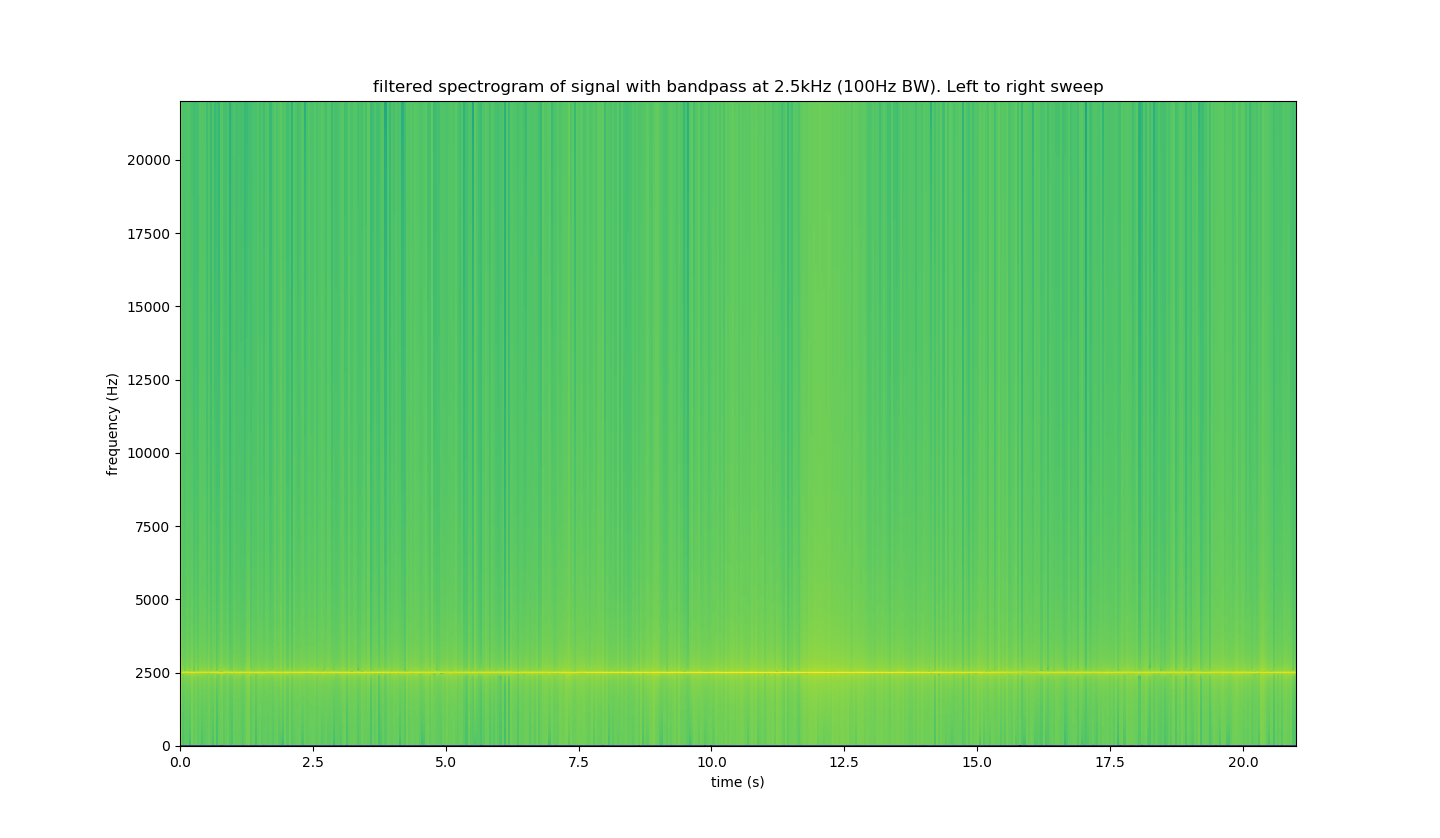 filtered spectrogram of signal with bandpass at 2.5kHz (100Hz BW). Left to right sweep
frequency (Hz)
20000
17500
15000
12500
10000
7500
5000
2500
0
0.0 2.5 5.0 7.5 10.0 12.5 15.0 17.5 20.0
time (s)